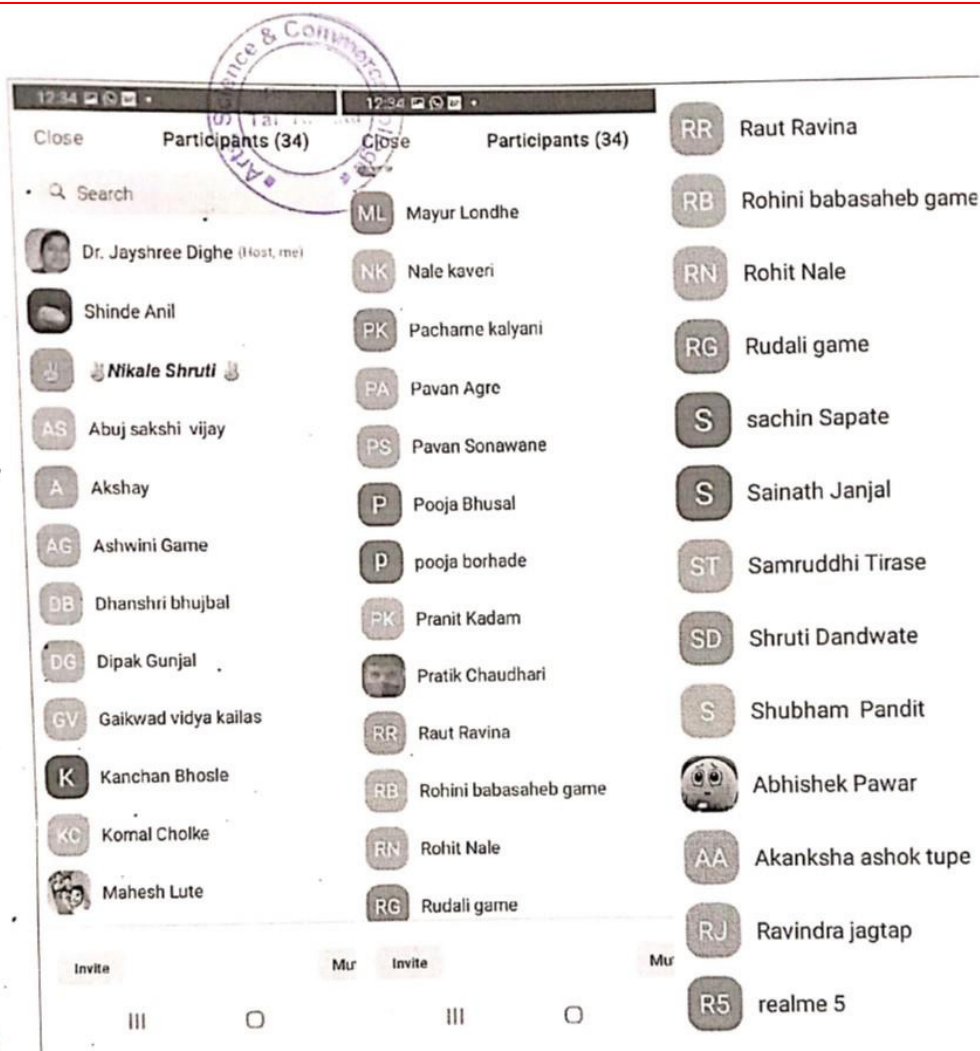 Science & Commerce
12:34
Close Participants (34)
Search
Dr. Jayshree Dighe (Host, me)
Shinde Anil
Nikale Shruti
AS Abuj sakshi vijay
A Akshay
AG Ashwini Game
DB Dhanshri bhujbal
DG Dipak Gunjal
GV Gaikwad vidya kailas
K Kanchan Bhosle
KC Komal Cholke
Mahesh Lute
Invite
12:34
Close Participants (34)
ML Mayur Londhe
NK Nale kaveri
PK Pacharne kalyani
PA Pavan Agre
PS Pavan Sonawane
P Pooja Bhusal
p pooja borhade
PK Pranit Kadam
Pratik Chaudhari
RR Raut Ravina
RB Rohini babasaheb game
RN Rohit Nale
RG Rudali game
Invite
RR Raut Ravina
RB Rohini babasaheb game
RN Rohit Nale
RG Rudali game
S sachin Sapate
S Sainath Janjal
ST Samruddhi Tirase
SD Shruti Dandwate
S Shubham Pandit
Abhishek Pawar
AA Akanksha ashok tupe
RJ Ravindra jagtap
R5 realme 5